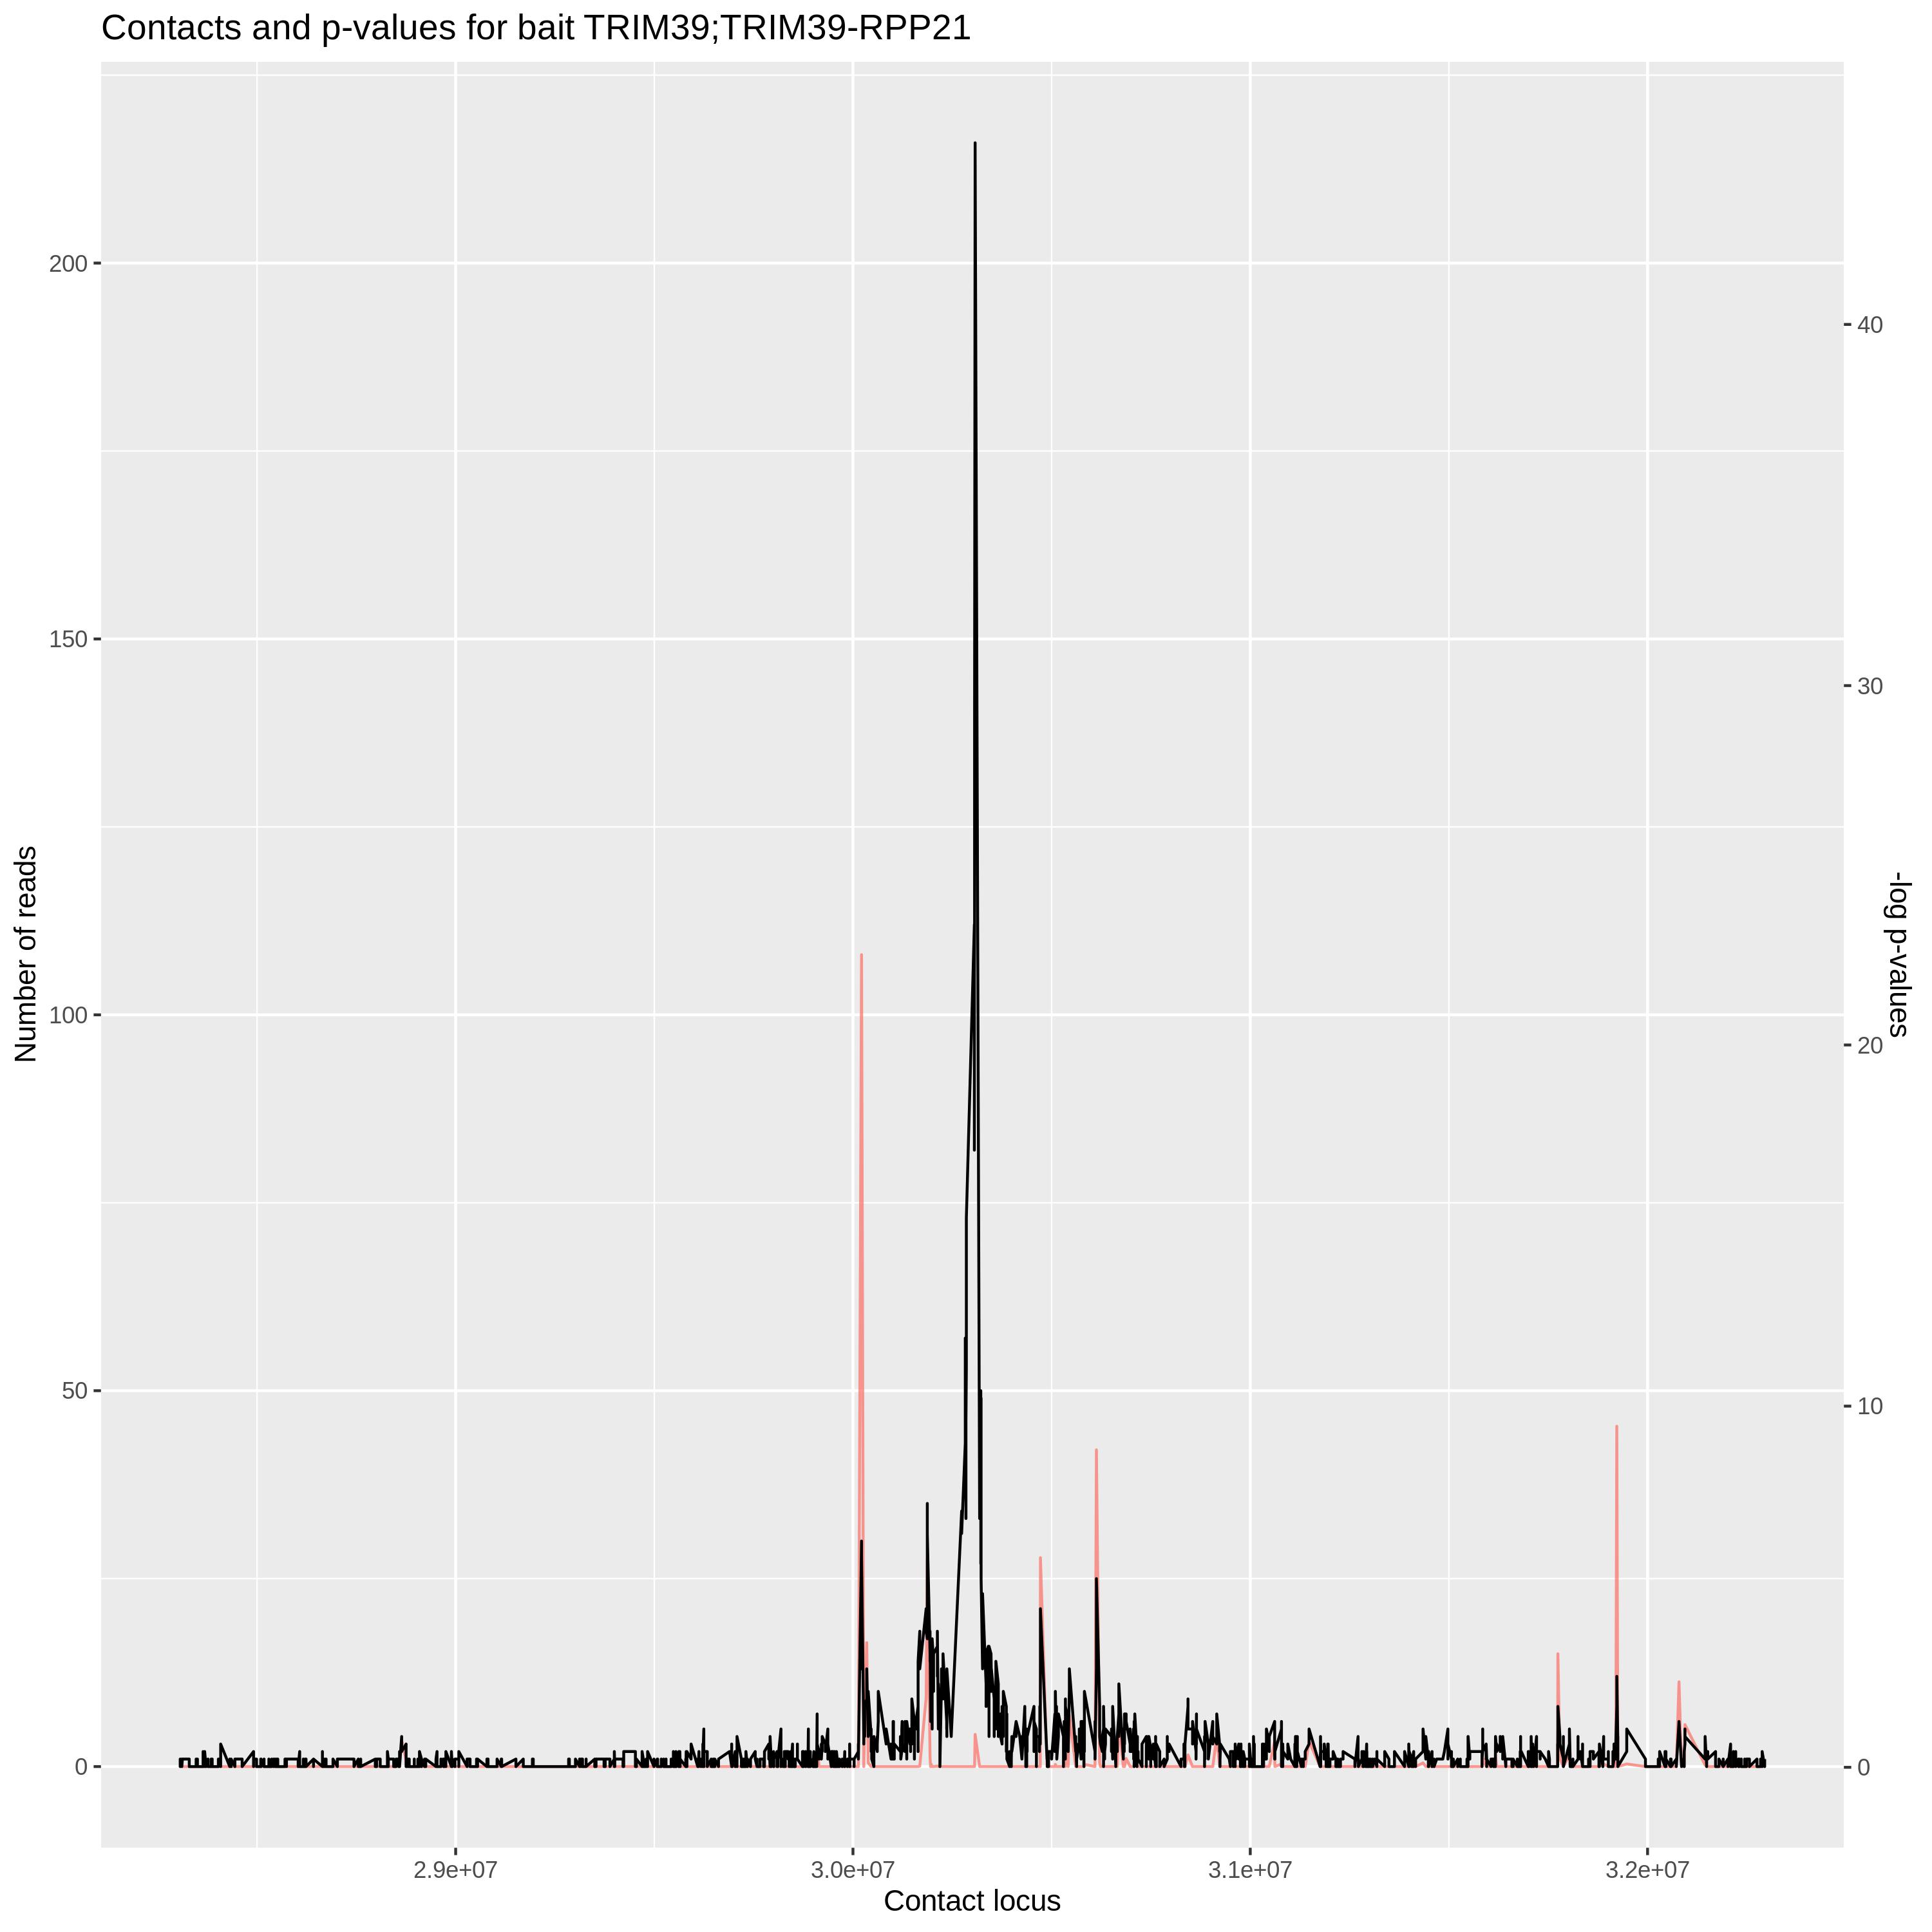 Contacts and p-values for bait TRIM39;TRIM39-RPP21
200
150
100
50
0
Number of reads
40
30
20
10
0
-log p-values
2.9e+07
3.0e+07
3.1e+07
3.2e+07
Contact locus